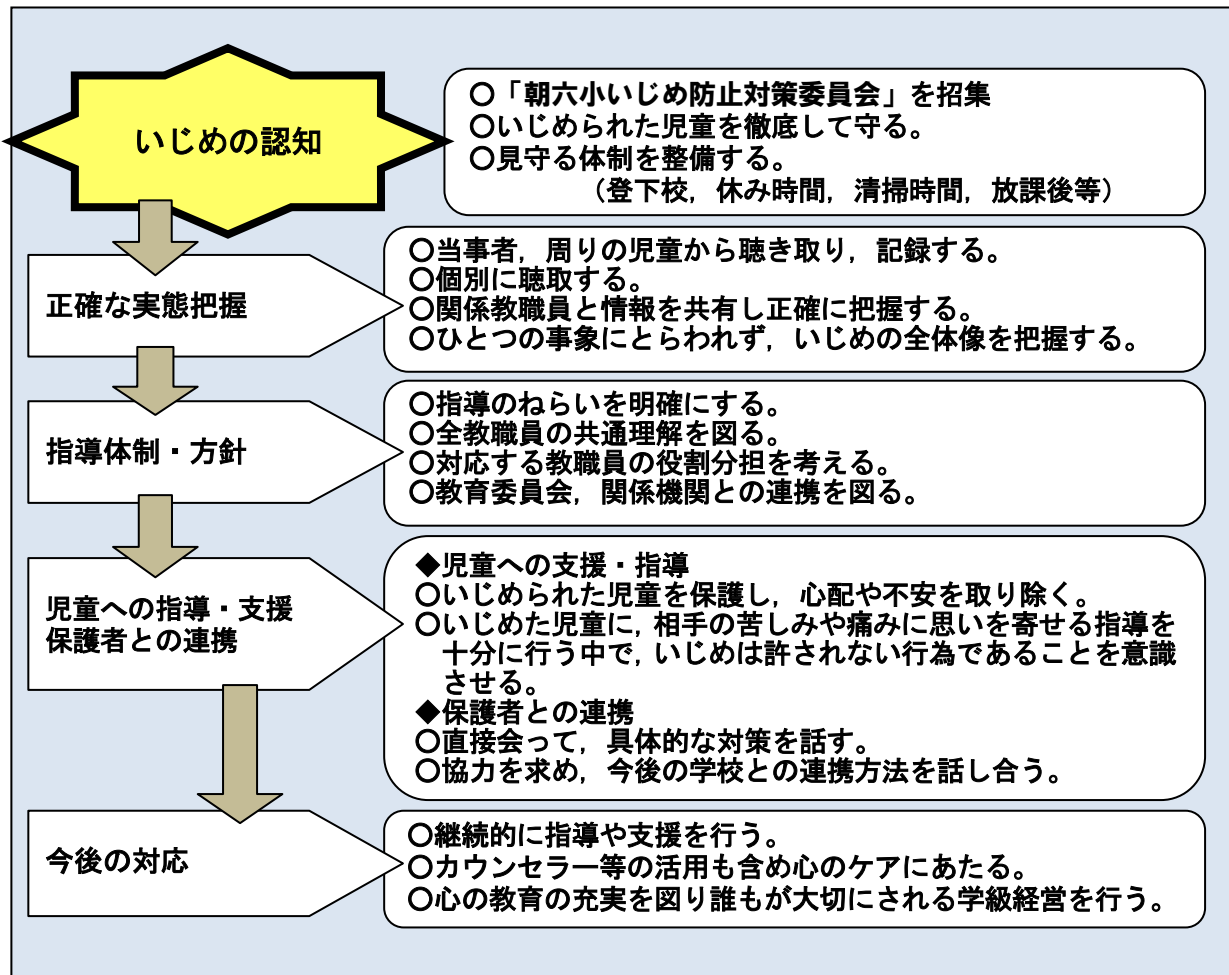 いじめの認知
○「朝六小いじめ防止対策委員会」を招集
○いじめられた児童を徹底して守る。
○見守る体制を整備する。
（登下校，休み時間，清掃時間，放課後等）
正確な実態把握
○当事者，周りの児童から聴き取り，記録する。
○個別に聴取する。
○関係教職員と情報を共有し正確に把握する。
○ひとつの事象にとらわれず，いじめの全体像を把握する。
指導体制・方針
○指導のねらいを明確にする。
○全教職員の共通理解を図る。
○対応する教職員の役割分担を考える。
○教育委員会，関係機関との連携を図る。
児童への指導・支援
保護者との連携
◆児童への支援・指導
○いじめられた児童を保護し，心配や不安を取り除く。
○いじめた児童に，相手の苦しみや痛みに思いを寄せる指導を
十分に行う中で，いじめは許されない行為であることを意識
させる。
◆保護者との連携
○直接会って，具体的な対策を話す。
○協力を求め，今後の学校との連携方法を話し合う。
今後の対応
○継続的に指導や支援を行う。
○カウンセラー等の活用も含め心のケアにあたる。
○心の教育の充実を図り誰もが大切にされる学級経営を行う。